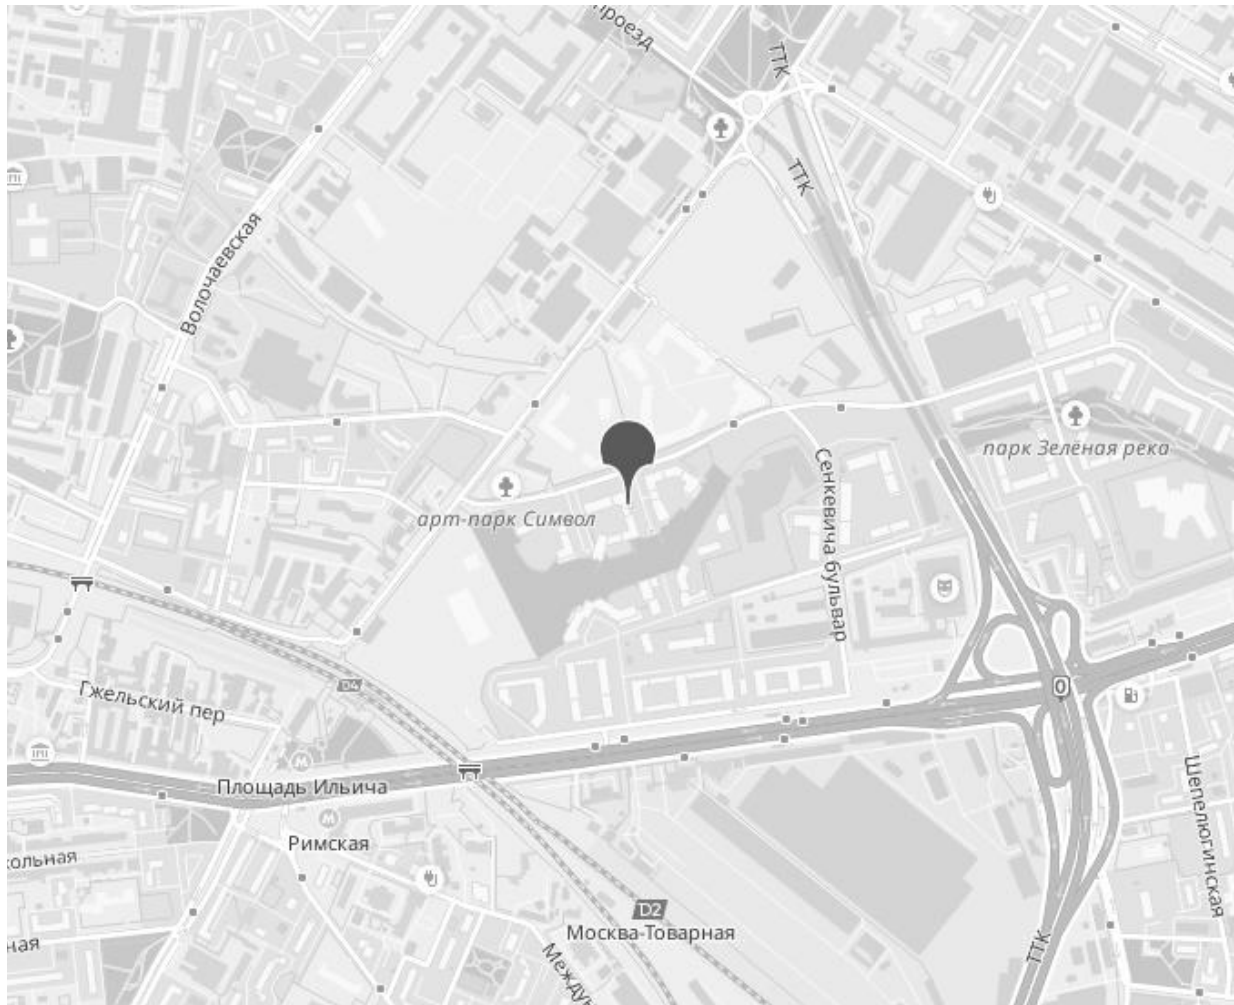 проезд
ТТК
ТТК
Волочаевская
парк Зелёная река
Сенкевича бульвар
арт-парк Символ
D4
Гжельский пер
0
Площадь Ильича
М
Шепелюгинская
М
Римская
D2
Москва-Товарная
ТТК